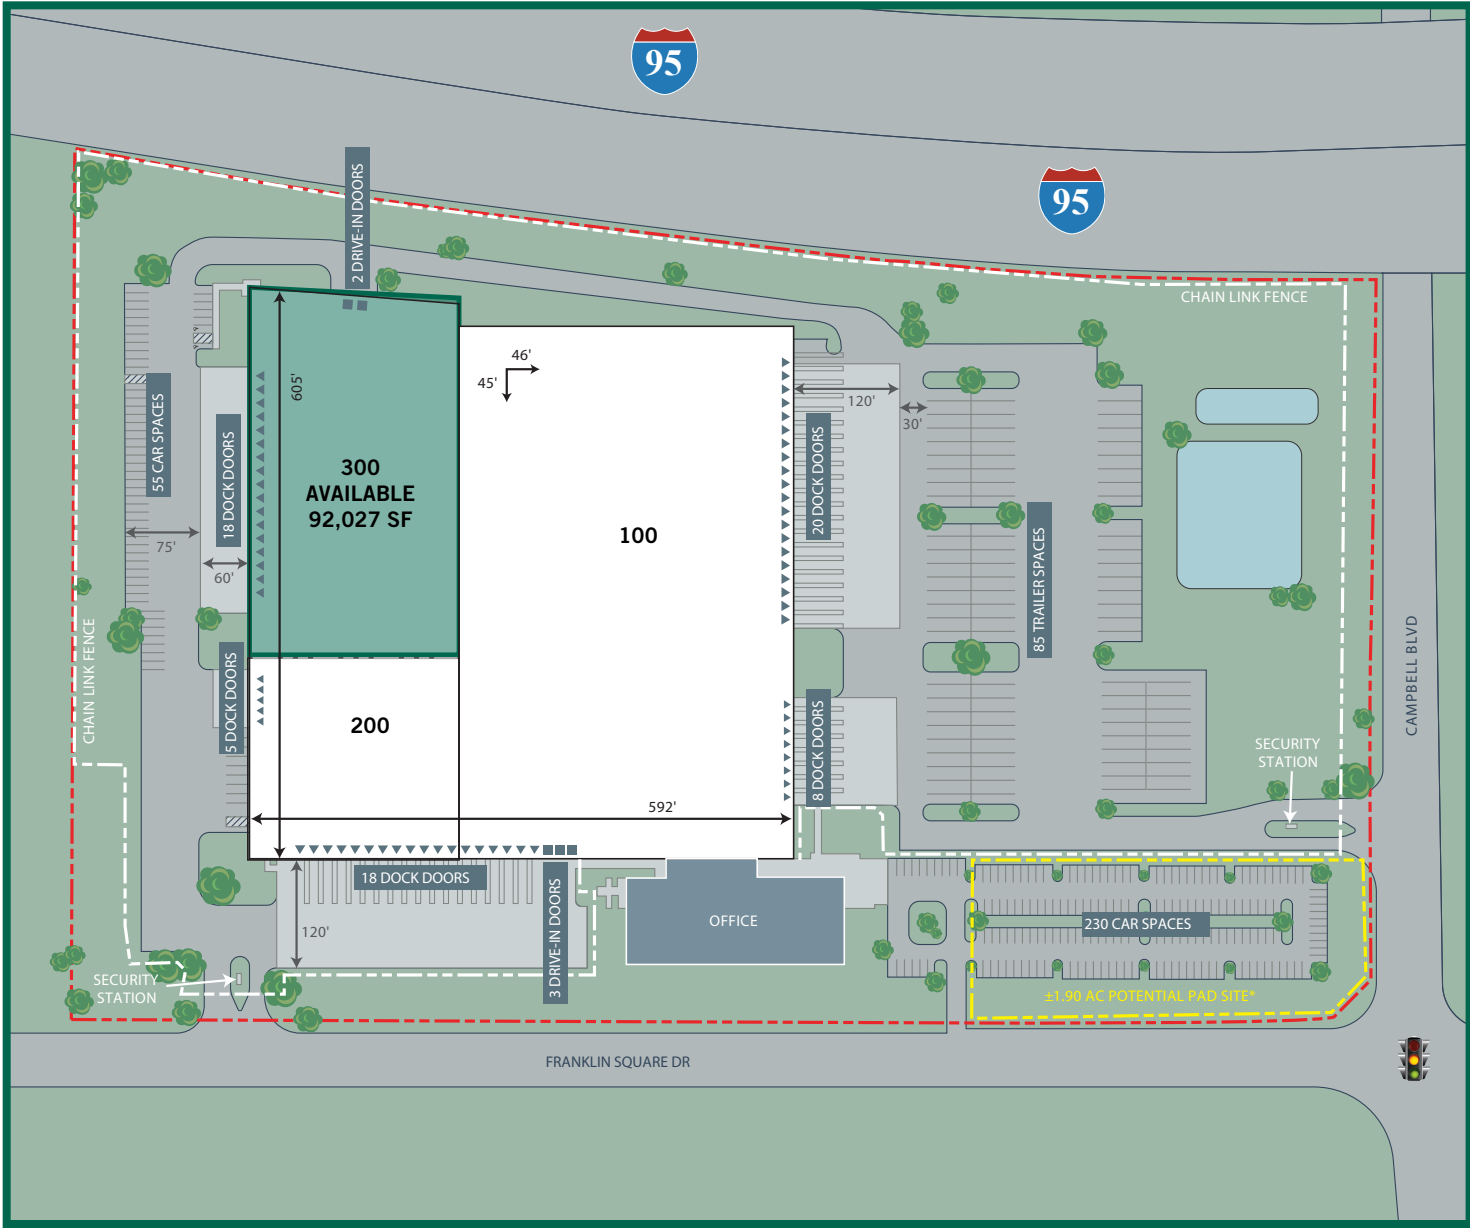 95
95
2 DRIVE-IN DOORS
CHAIN LINK FENCE
46'
45'
605'
120'
30'
55 CAR SPACES
18 DOCK DOORS
300
AVAILABLE
92,027 SF
100
20 DOCK DOORS
75'
60'
85 TRAILER SPACES
CHAIN LINK FENCE
5 DOCK DOORS
200
8 DOCK DOORS
CAMPBELL BLVD
SECURITY
STATION
592'
18 DOCK DOORS
3 DRIVE-IN DOORS
OFFICE
230 CAR SPACES
120'
SECURITY
STATION
±1.90 AC POTENTIAL PAD SITE*
FRANKLIN SQUARE DR